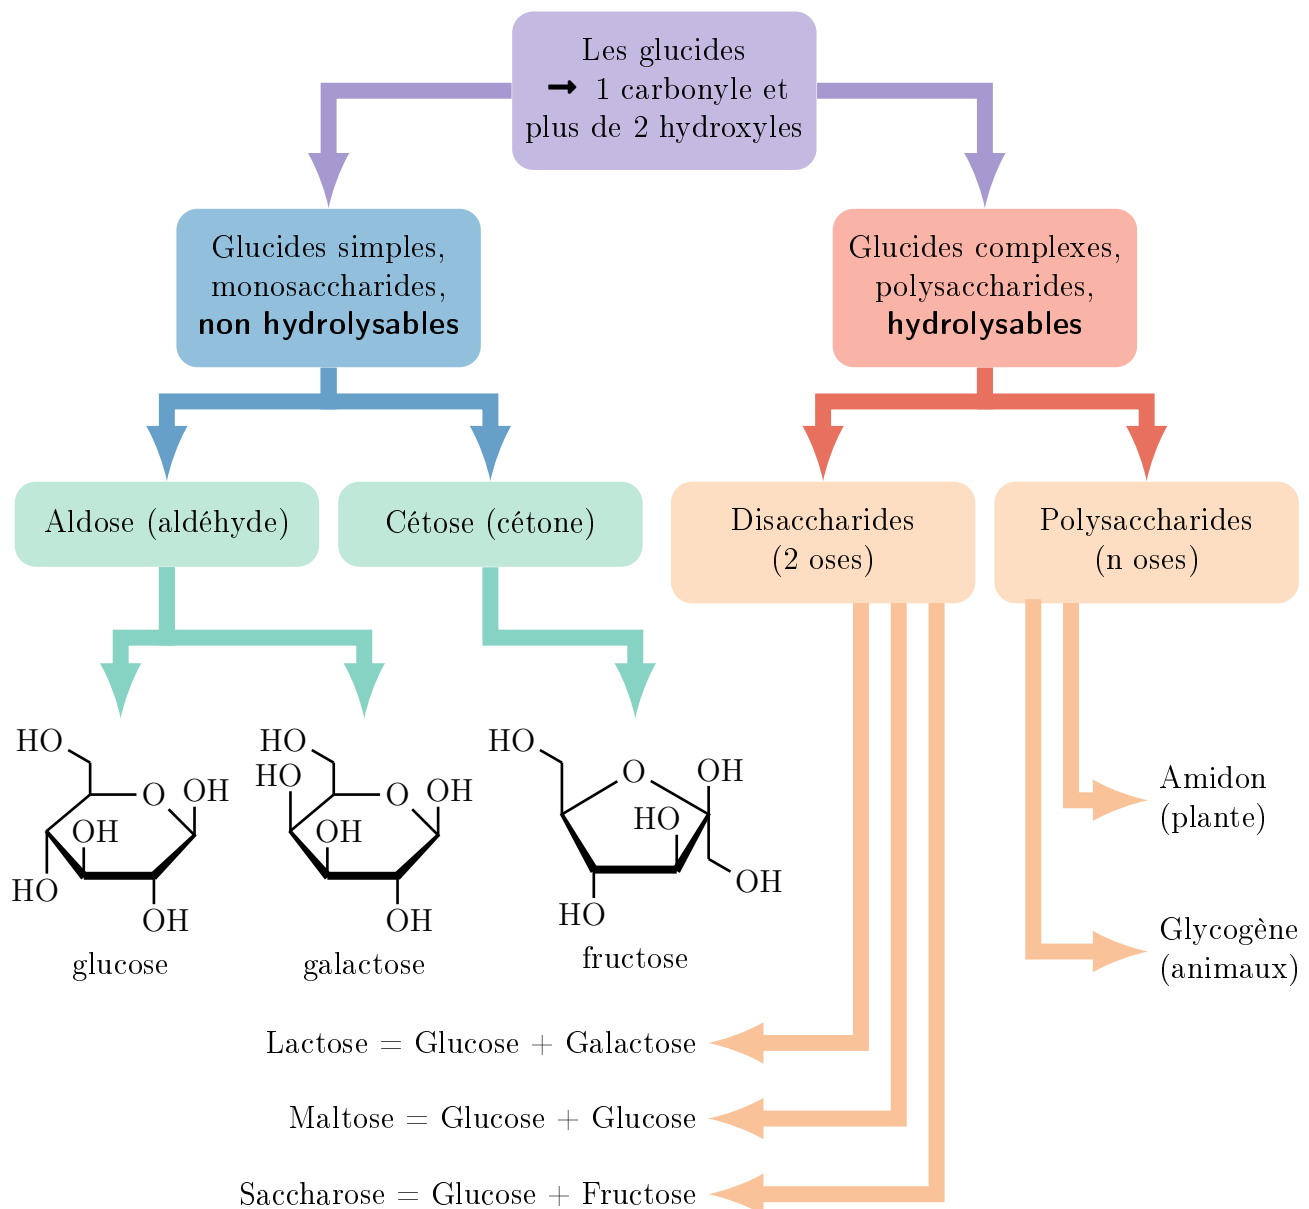 Les glucides
→ 1 carbonyle et
plus de 2 hydroxyles
Glucides simples,
monosaccharides,
non hydrolysables
Glucides complexes,
polysaccharides,
hydrolysables
Aldose (aldéhyde)
Cétose (cétone)
Disaccharides
(2 oses)
Polysaccharides
(n oses)
HO
O
OH
OH
HO
OH
glucose
HO
HO
O
OH
OH
OH
galactose
HO
O
OH
HO
OH
HO
fructose
Amidon
(plante)
Glycogène
(animaux)
Lactose = Glucose + Galactose
Maltose = Glucose + Glucose
Saccharose = Glucose + Fructose